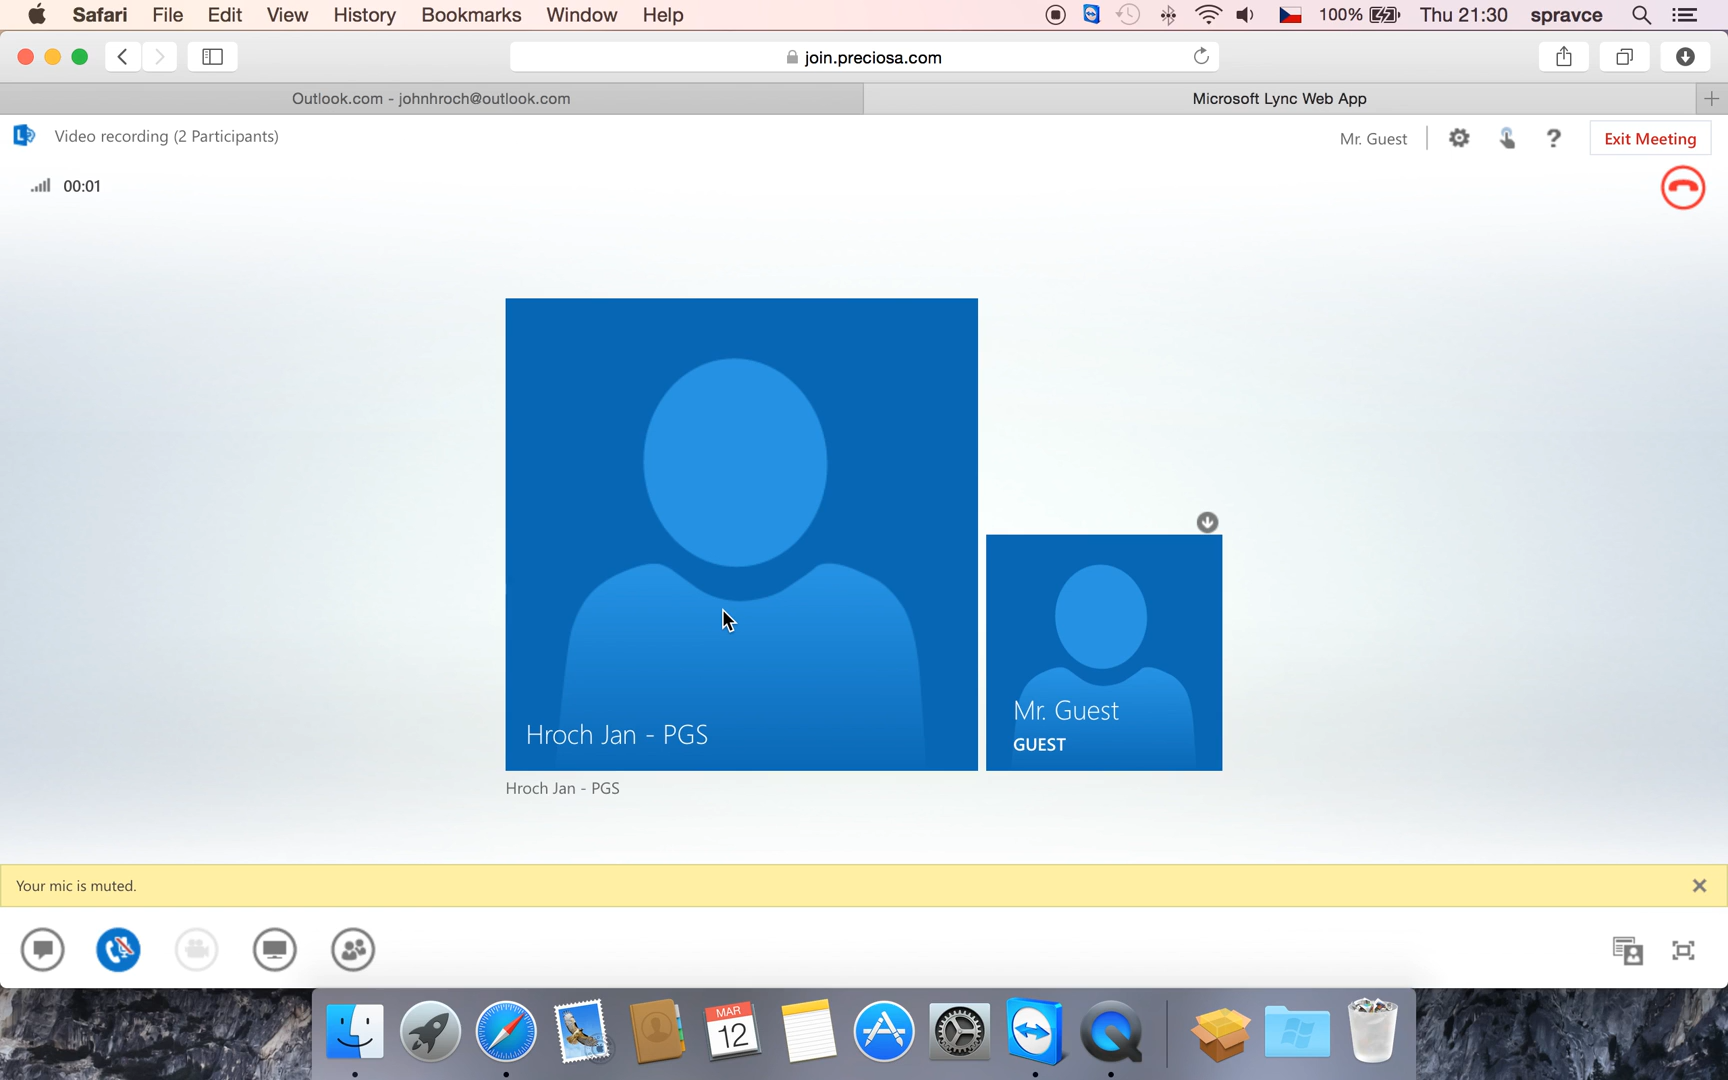 Safari File Edit View History Bookmarks Window Help 100% Thu 21:30 spravce
join.preciosa.com
Outlook.com - johnhroch@outlook.com Microsoft Lync Web App
Video recording (2 Participants) Mr. Guest ? Exit Meeting
00:01
Hroch Jan - PGS
Mr. Guest
GUEST
Hroch Jan - PGS
Your mic is muted.
MAR
12